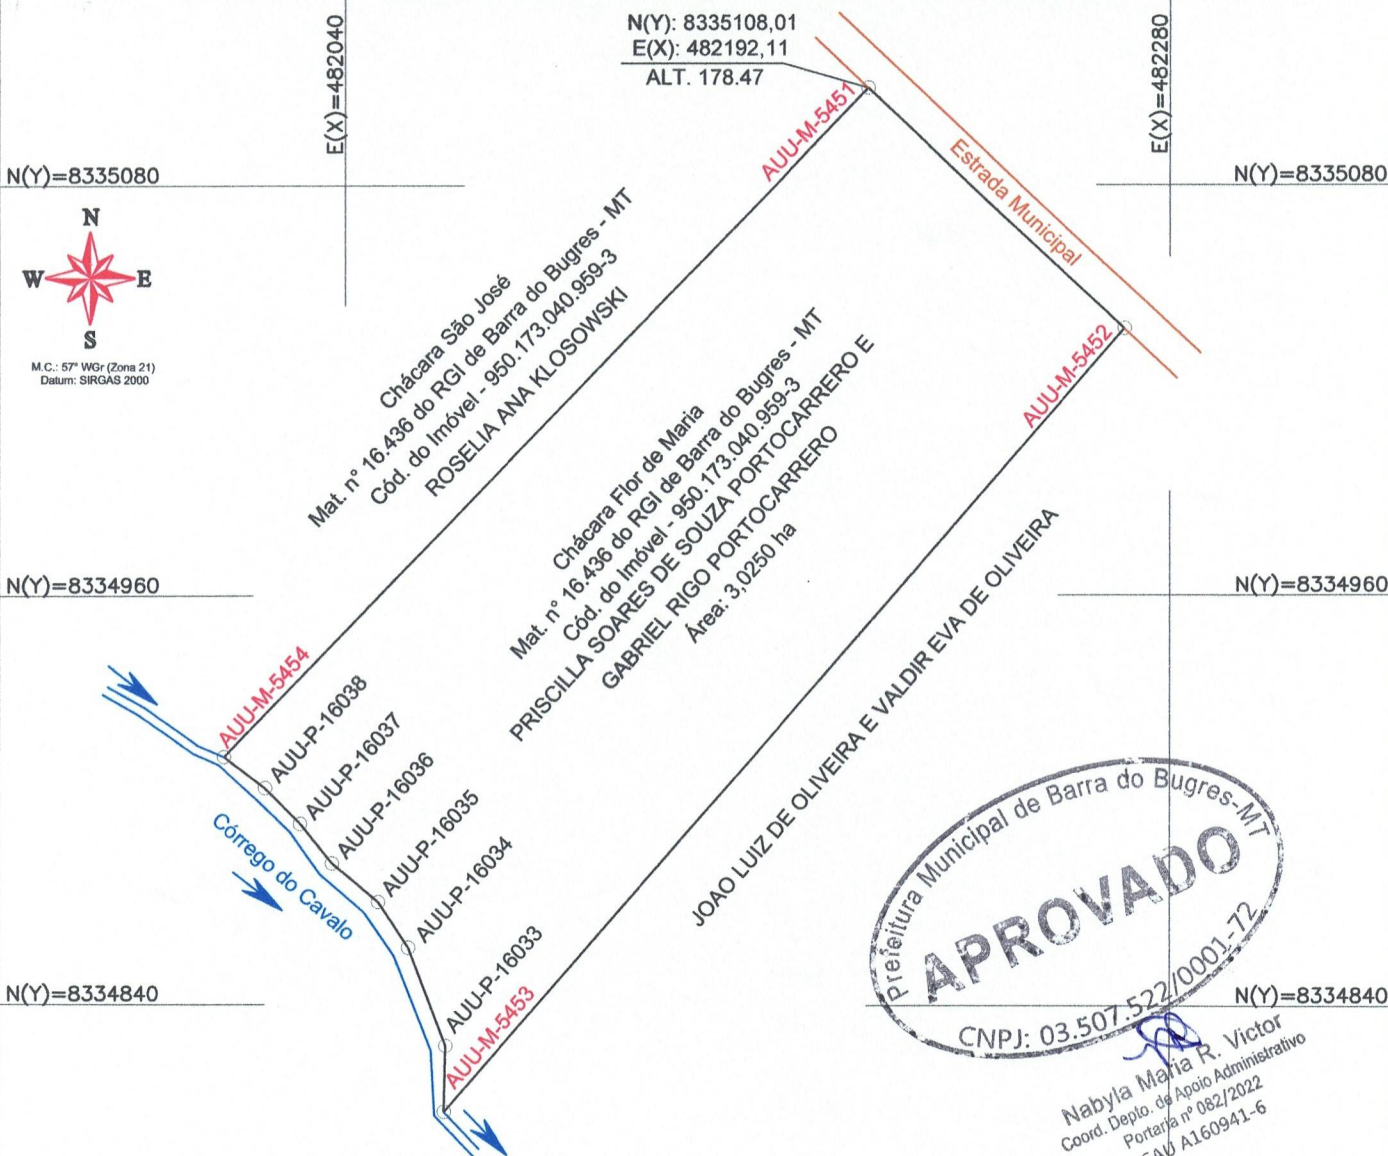 N(Y): 8335108,01
E(X): 482192,11
ALT. 178.47
E(X)=482040
E(X)=482280
N(Y)=8335080
N(Y)=8335080
N
W E
S
M.C.: 57° WGr (Zona 21)
Datum: SIRGAS 2000
AUU-M-5451
Estrada Municipal
AUU-M-5452
Chácara São José
Mat. n° 16.436 do RGI de Barra do Bugres - MT
Cód. do Imóvel - 950.173.040.959-3
ROSELIA ANA KLOSOWSKI
Chácara Flor de Maria
Mat. n° 16.436 do RGI de Barra do Bugres - MT
Cód. do Imóvel - 950.173.040.959-3
PRISCILLA SOARES DE SOUZA PORTOCARRERO E
GABRIEL RIGO PORTOCARRERO
Área: 3,0250 ha
N(Y)=8334960
N(Y)=8334960
JOAO LUIZ DE OLIVEIRA E VALDIR EVA DE OLIVEIRA
AUU-M-5454
AUU-P-16038
AUU-P-16037
AUU-P-16036
AUU-P-16035
AUU-P-16034
AUU-P-16033
AUU-M-5453
Córrego do Cavalo
N(Y)=8334840
N(Y)=8334840
Prefeitura Municipal de Barra do Bugres-MT
APROVADO
CNPJ: 03.507.522/0001-72
Nabyla Maria R. Victor
Coord. Depto. de Apoio Administrativo
Portaria nº 082/2022
CAU A160941-6